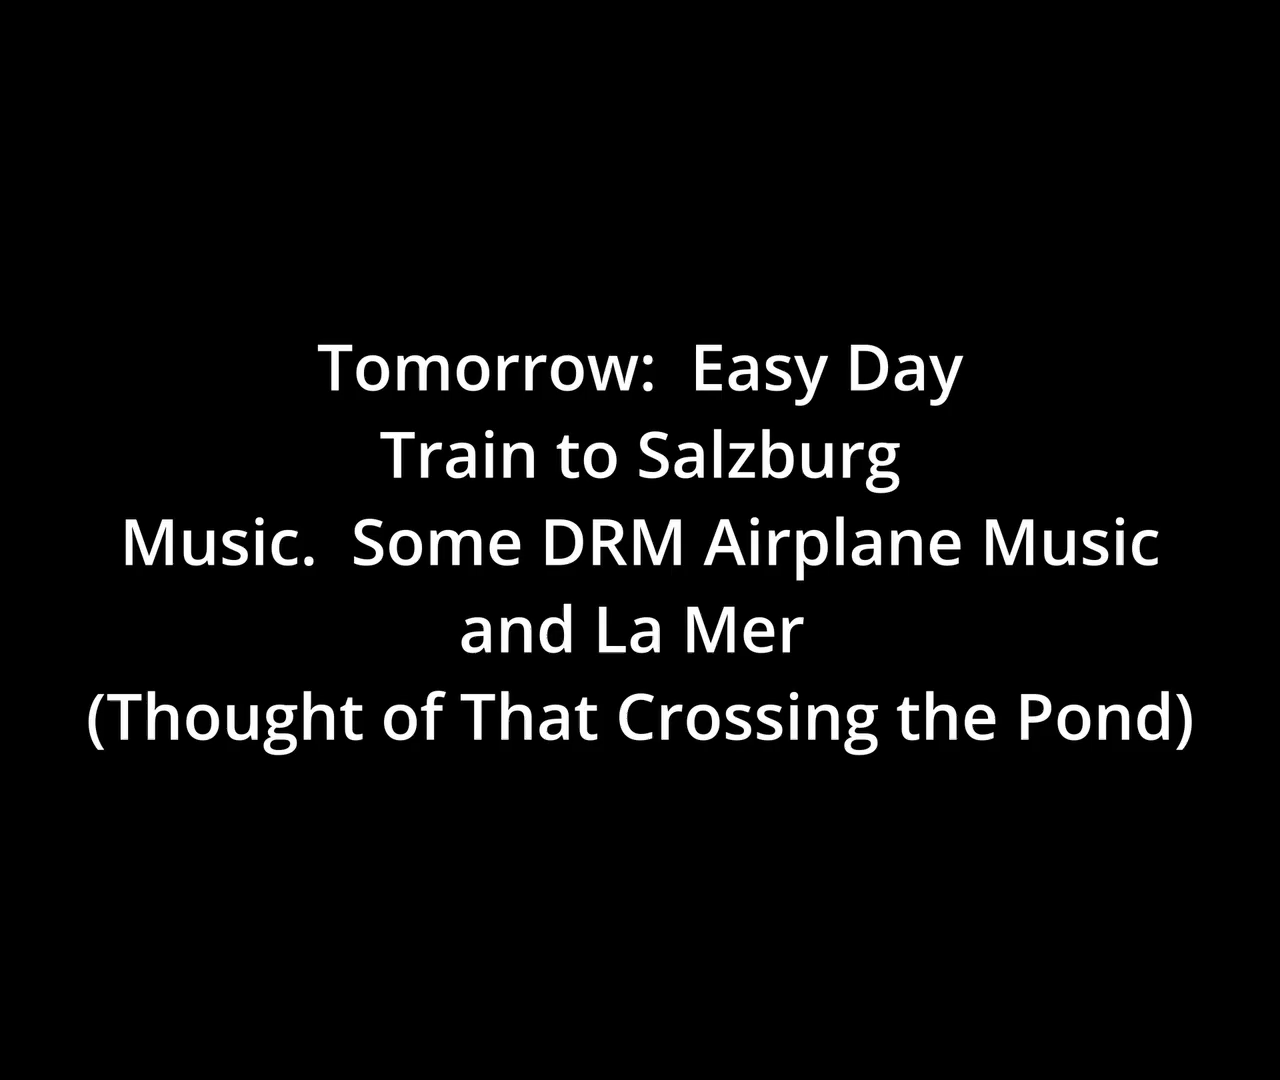 Tomorrow:  Easy Day
Train to Salzburg
Music.  Some DRM Airplane Music
and La Mer
(Thought of That Crossing the Pond)